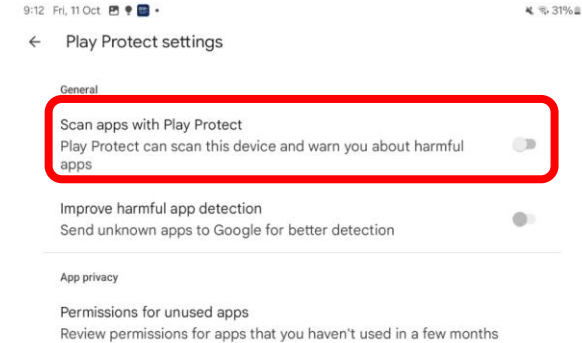 9:12 Fri, 11 Oct
31%
Play Protect settings
General
Scan apps with Play Protect
Play Protect can scan this device and warn you about harmful
apps
Improve harmful app detection
Send unknown apps to Google for better detection
App privacy
Permissions for unused apps
Review permissions for apps that you haven't used in a few months